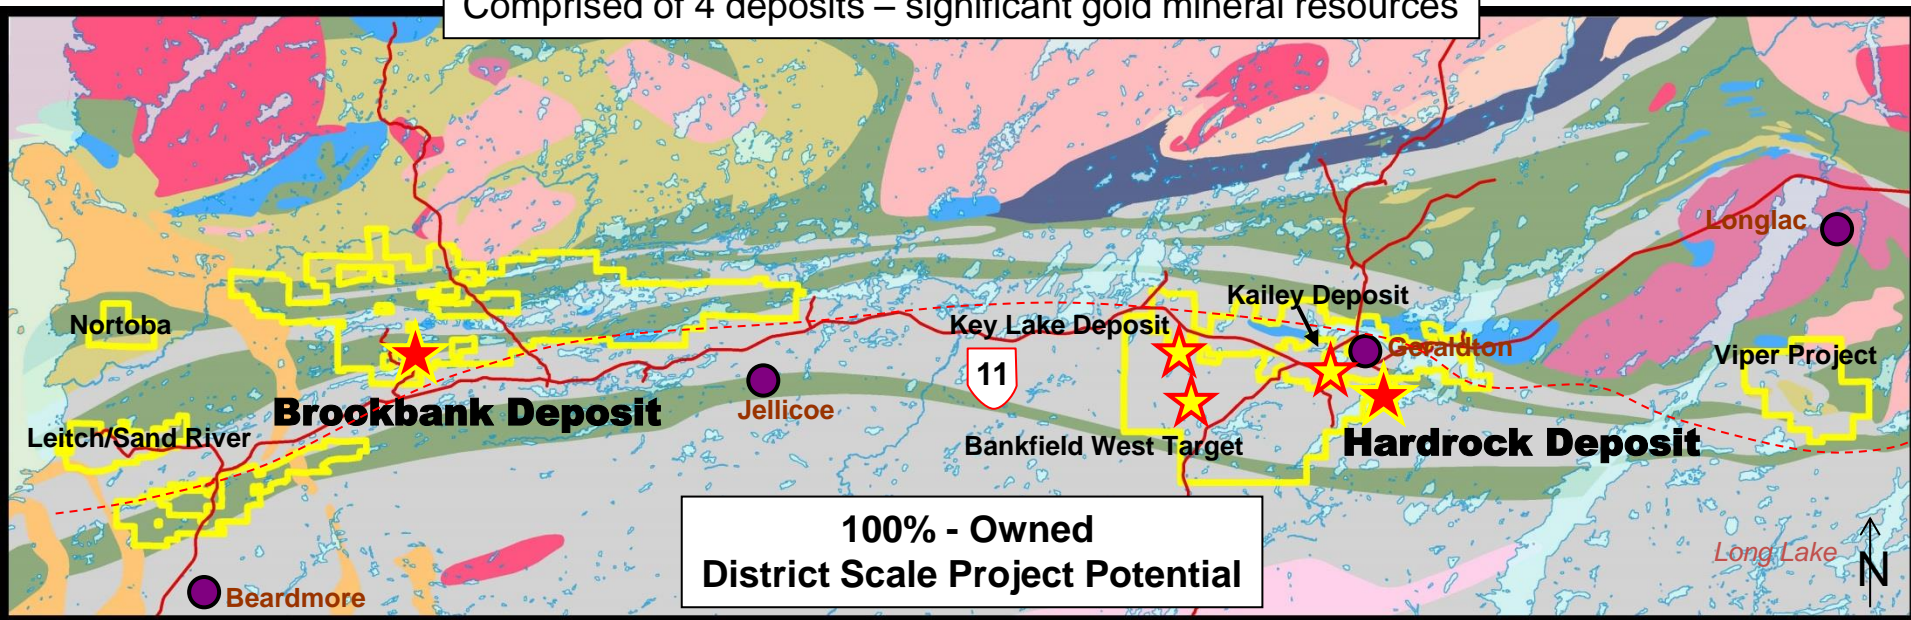 Comprised of 4 deposits – significant gold mineral resources
Longlac
Kailey Deposit
Nortoba
Key Lake Deposit
Geraldton
Viper Project
11
Brookbank Deposit
Jellicoe
Leitch/Sand River
Bankfield West Target
Hardrock Deposit
100% - Owned
District Scale Project Potential
Long Lake
N
Beardmore